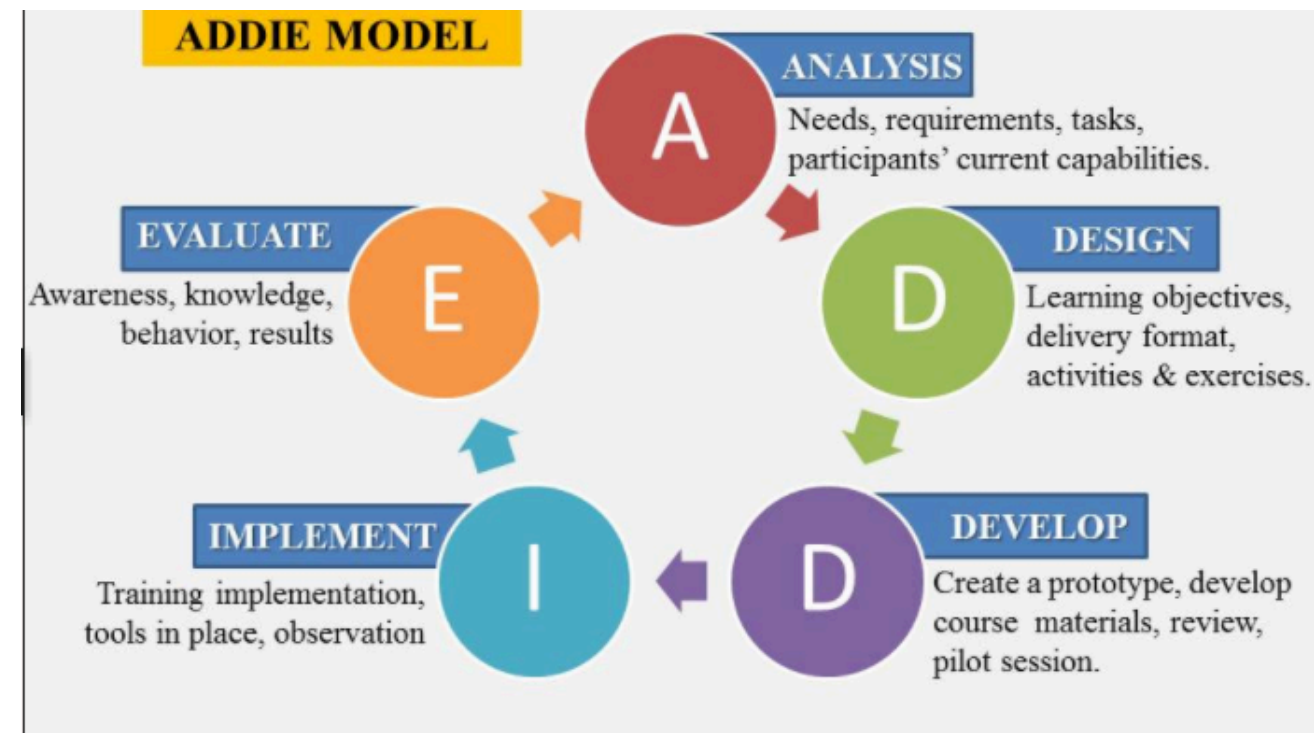 ADDIE MODEL
A
ANALYSIS
Needs, requirements, tasks,
participants’ current capabilities.
D
DESIGN
Learning objectives,
delivery format,
activities & exercises.
D
DEVELOP
Create a prototype, develop
course materials, review,
pilot session.
I
IMPLEMENT
Training implementation,
tools in place, observation
E
EVALUATE
Awareness, knowledge,
behavior, results